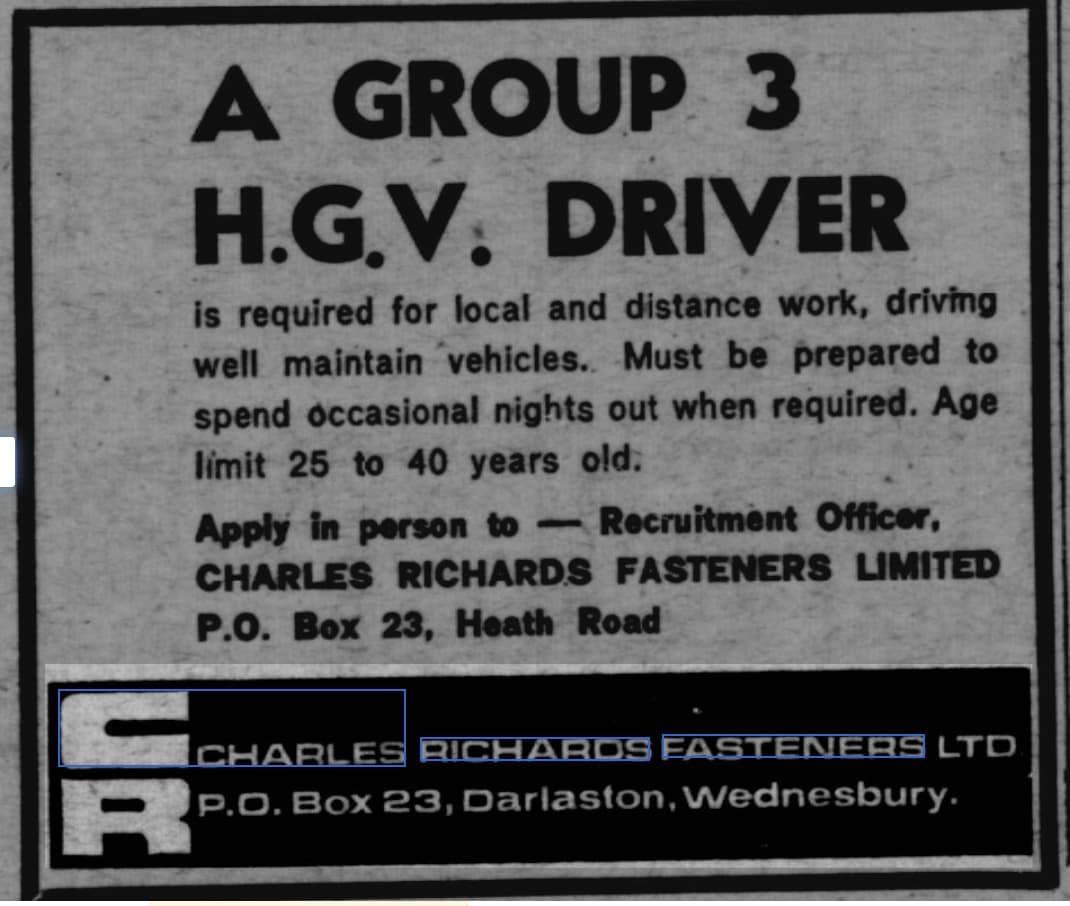 A GROUP 3
H.G.V. DRIVER
is required for local and distance work, driving
well maintain vehicles. Must be prepared to
spend occasional nights out when required. Age
limit 25 to 40 years old.
Apply in person to — Recruitment Officer,
CHARLES RICHARDS FASTENERS LIMITED
P.O. Box 23, Heath Road
C
CHARLES RICHARDS FASTENERS LTD
R
P.O. Box 23, Darlaston, Wednesbury.